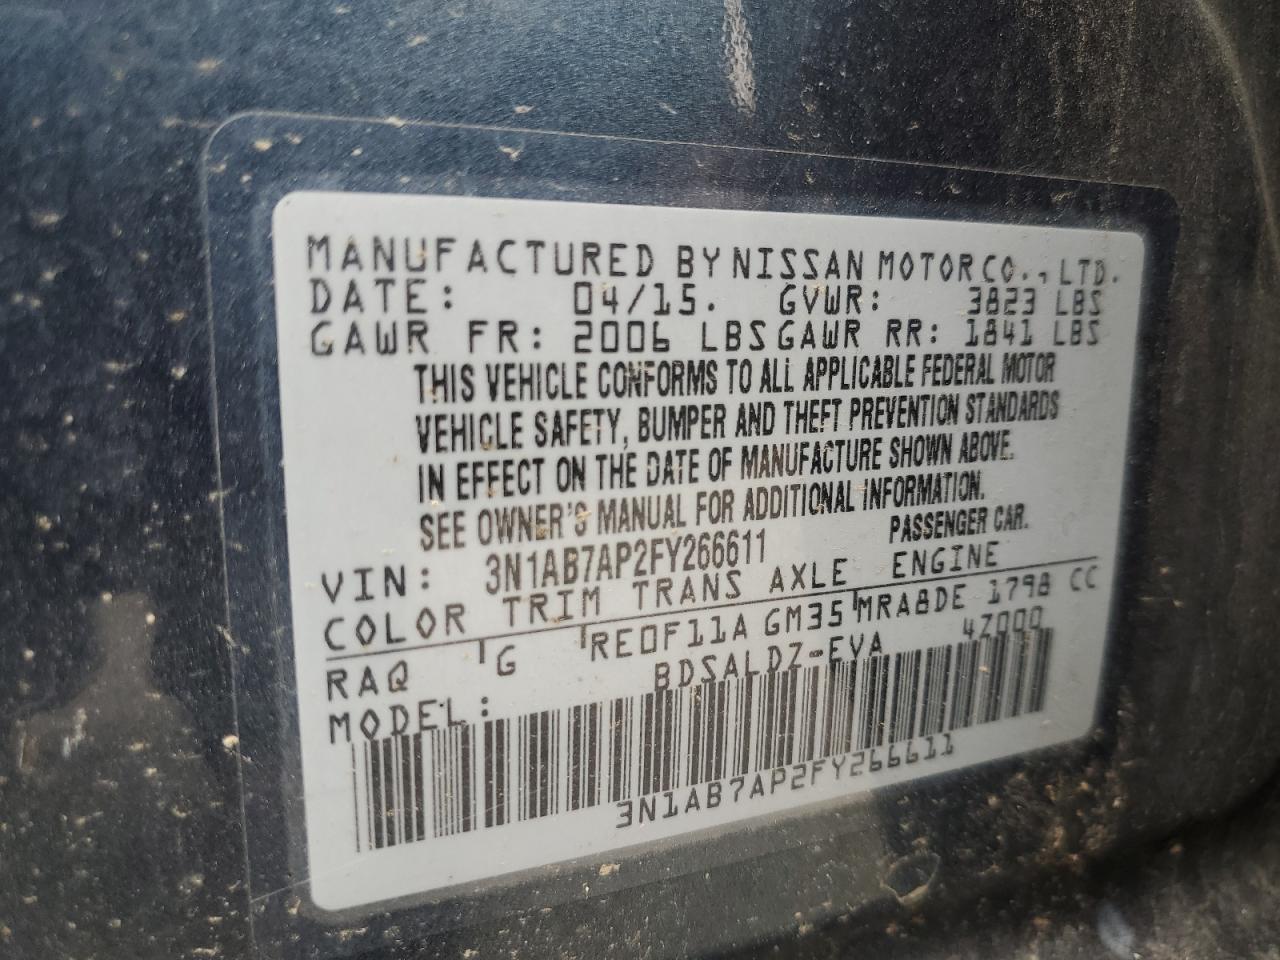 MANUFACTURED BY NISSAN MOTOR CO., LTD.
DATE: 04/15. GVWR: 3823 LBS
GAWR FR: 2006 LBS GAWR RR: 1841 LBS
THIS VEHICLE CONFORMS TO ALL APPLICABLE FEDERAL MOTOR
VEHICLE SAFETY, BUMPER AND THEFT PREVENTION STANDARDS
IN EFFECT ON THE DATE OF MANUFACTURE SHOWN ABOVE.
SEE OWNER'S MANUAL FOR ADDITIONAL INFORMATION.
VIN: 3N1AB7AP2FY266611 PASSENGER CAR.
COLOR TRIM TRANS AXLE ENGINE
RAQ G RE0F11A GM35 MRA8DE 1798 CC
MODEL: BDSALDZ-EVA 4Z000
3N1AB7AP2FY266611